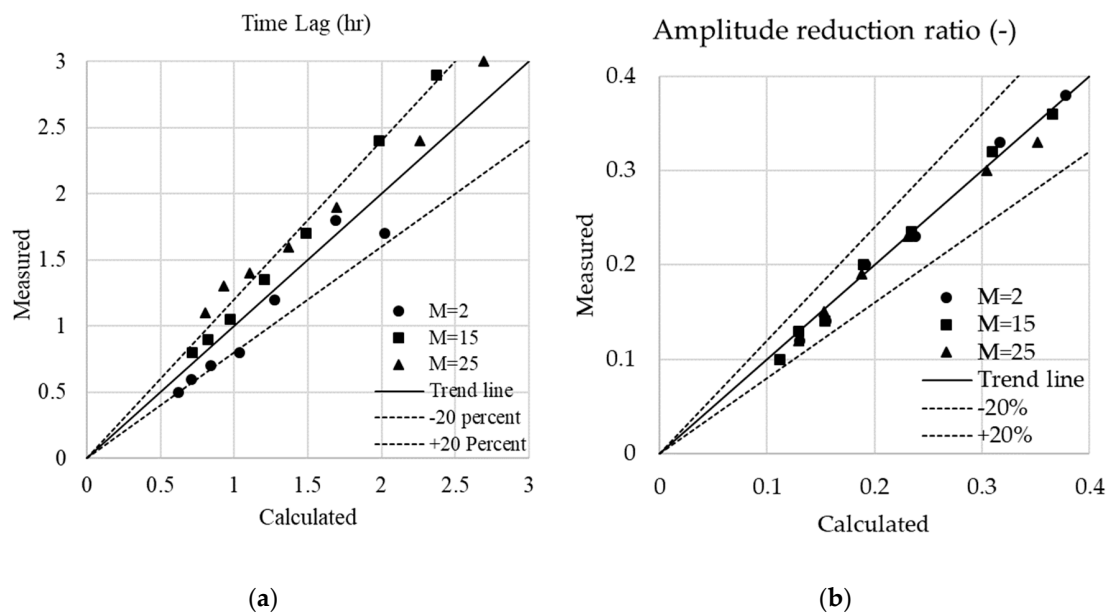 Time Lag (hr)
3
2.5
2
1.5
1
0.5
0
Measured
M=2
M=15
M=25
Trend line
-20 percent
+20 Percent
0
0.5
1
1.5
2
2.5
3
Calculated
(a)
Amplitude reduction ratio (-)
0.4
0.3
0.2
0.1
0
Measured
M=2
M=15
M=25
Trend line
-20%
+20%
0
0.1
0.2
0.3
0.4
Calculated
(b)